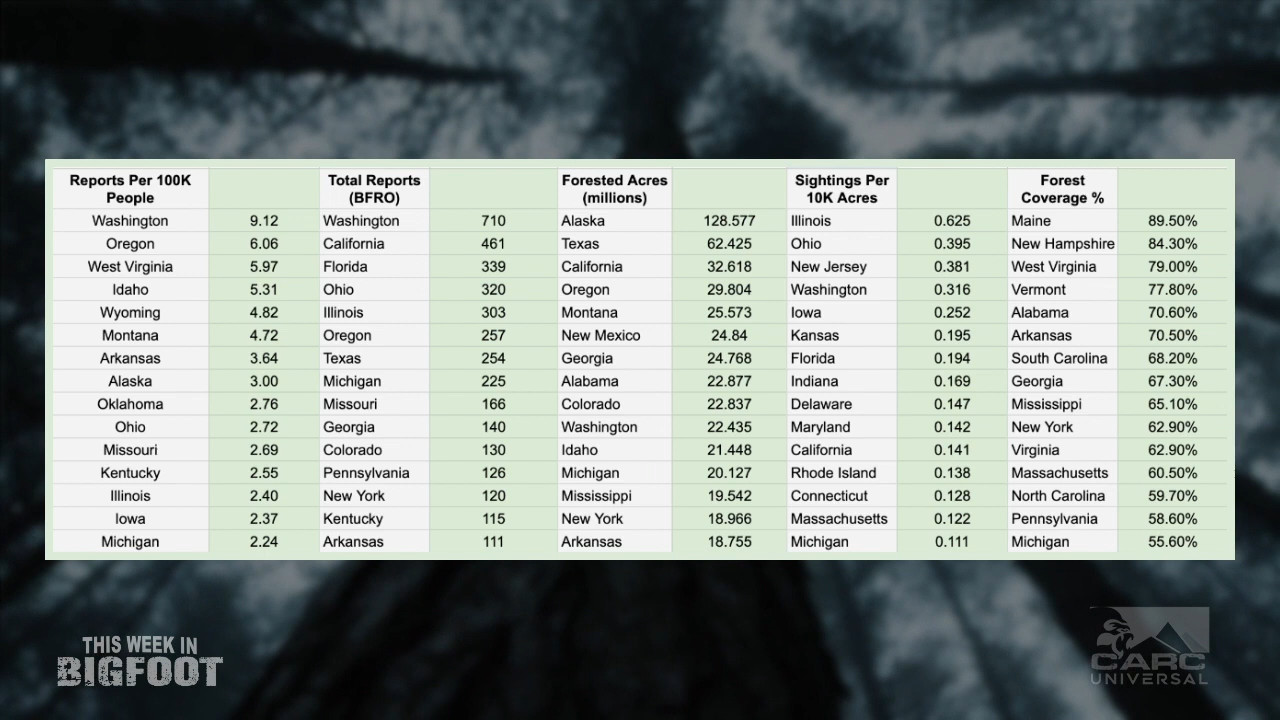 Reports Per 100K Total Reports Forested Acres Sightings Per Forest
People (BFRO) (millions) 10K Acres Coverage %
Washington 9.12 Washington 710 Alaska 128.577 Illinois 0.625 Maine 89.50%
Oregon 6.06 California 461 Texas 62.425 Ohio 0.395 New Hampshire 84.30%
West Virginia 5.97 Florida 339 California 32.618 New Jersey 0.381 West Virginia 79.00%
Idaho 5.31 Ohio 320 Oregon 29.804 Washington 0.316 Vermont 77.80%
Wyoming 4.82 Illinois 303 Montana 25.573 Iowa 0.252 Alabama 70.60%
Montana 4.72 Oregon 257 New Mexico 24.84 Kansas 0.195 Arkansas 70.50%
Arkansas 3.64 Texas 254 Georgia 24.768 Florida 0.194 South Carolina 68.20%
Alaska 3.00 Michigan 225 Alabama 22.877 Indiana 0.169 Georgia 67.30%
Oklahoma 2.76 Missouri 166 Colorado 22.837 Delaware 0.147 Mississippi 65.10%
Ohio 2.72 Georgia 140 Washington 22.435 Maryland 0.142 New York 62.90%
Missouri 2.69 Colorado 130 Idaho 21.448 California 0.141 Virginia 62.90%
Kentucky 2.55 Pennsylvania 126 Michigan 20.127 Rhode Island 0.138 Massachusetts 60.50%
Illinois 2.40 New York 120 Mississippi 19.542 Connecticut 0.128 North Carolina 59.70%
Iowa 2.37 Kentucky 115 New York 18.966 Massachusetts 0.122 Pennsylvania 58.60%
Michigan 2.24 Arkansas 111 Arkansas 18.755 Michigan 0.111 Michigan 55.60%
THIS WEEK IN
BIGFOOT
CARC
UNIVERSAL